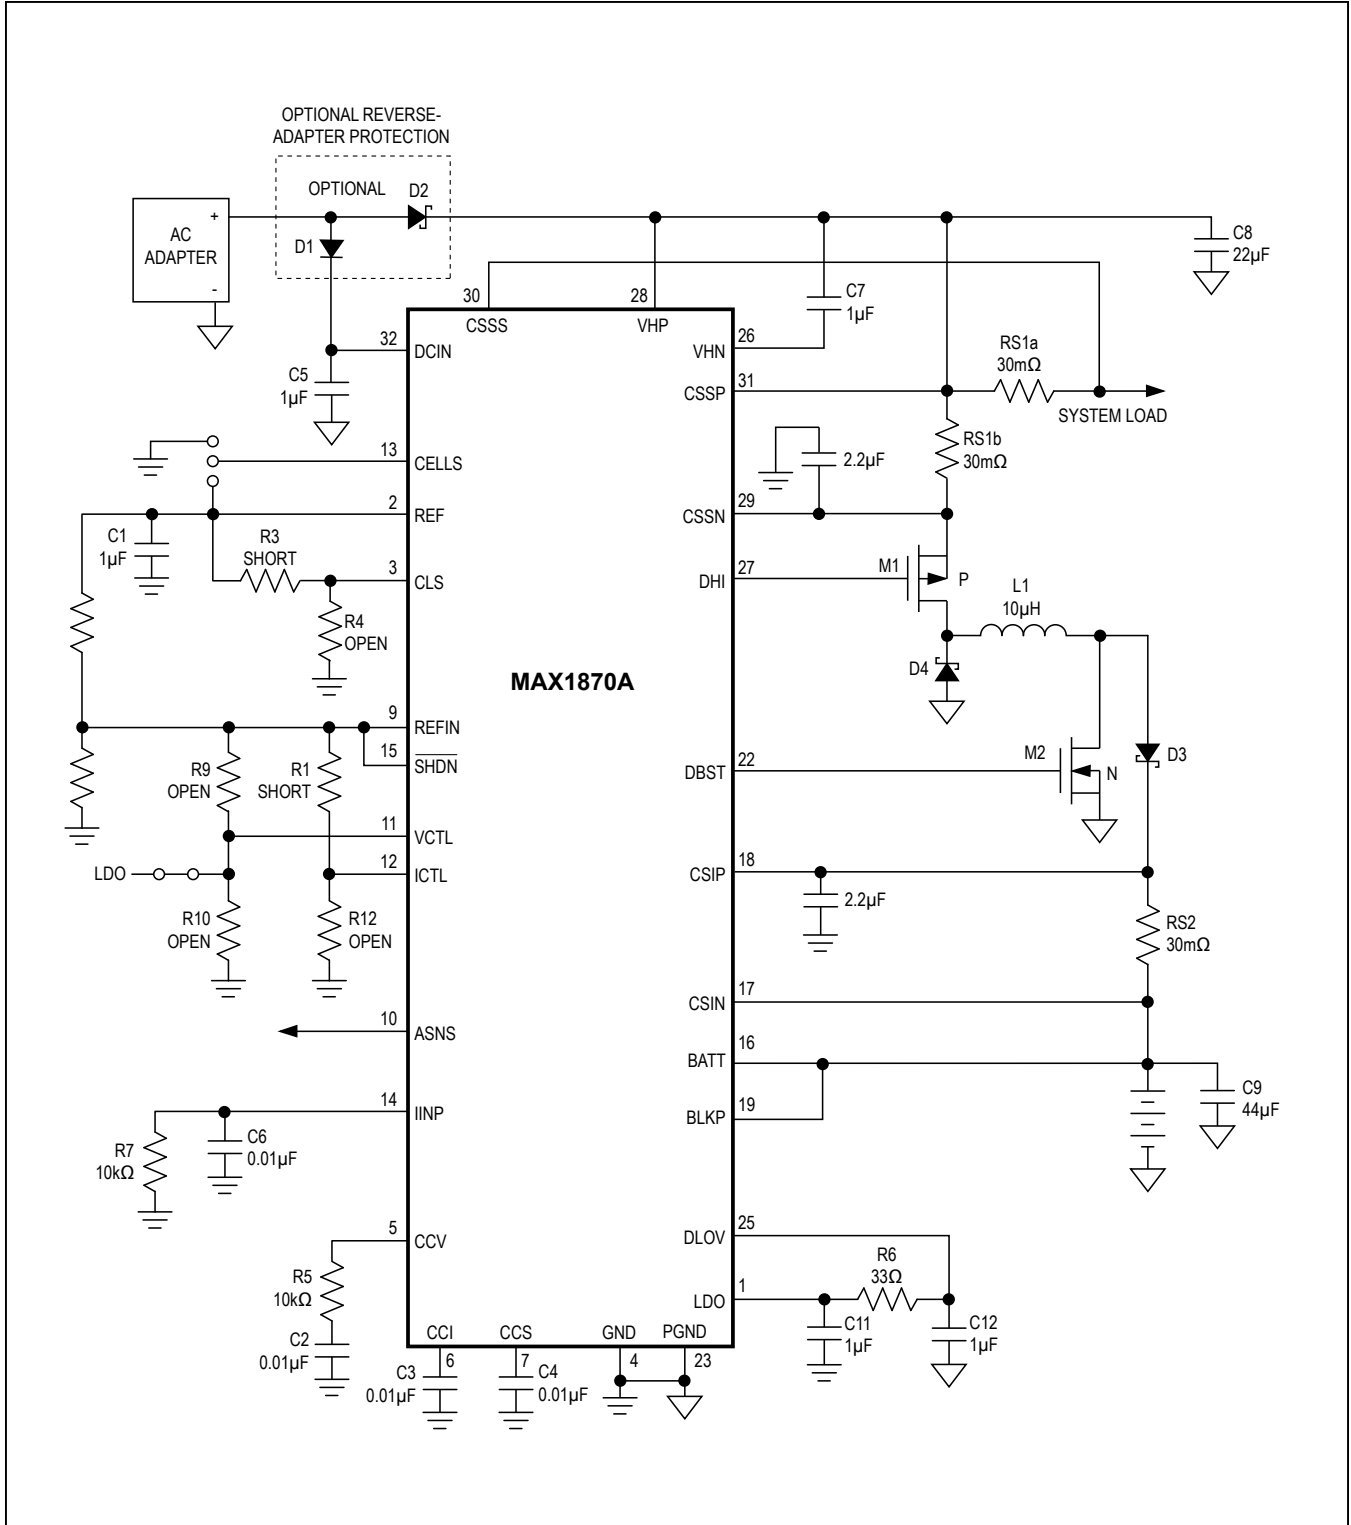 OPTIONAL REVERSE-
ADAPTER PROTECTION
OPTIONAL
D2
D1
AC
ADAPTER
+
-
C8
22µF
30
CSSS
28
VHP
C7
1µF
32
DCIN
C5
1µF
26
VHN
31
CSSP
RS1a
30mΩ
SYSTEM LOAD
RS1b
30mΩ
13
CELLS
2.2µF
2
REF
29
CSSN
C1
1µF
R3
SHORT
3
CLS
27
DHI
M1
P
L1
10µH
R4
OPEN
D4
MAX1870A
9
REFIN
15
SHDN
R9
OPEN
R1
SHORT
22
DBST
M2
N
D3
11
VCTL
12
ICTL
LDO
18
CSIP
2.2µF
R10
OPEN
R12
OPEN
RS2
30mΩ
17
CSIN
10
ASNS
16
BATT
C9
44µF
14
IINP
19
BLKP
C6
0.01µF
R7
10kΩ
5
CCV
25
DLOV
R5
10kΩ
R6
33Ω
1
LDO
C2
0.01µF
C11
1µF
C12
1µF
CCI
6
CCS
7
GND
4
PGND
23
C3
0.01µF
C4
0.01µF